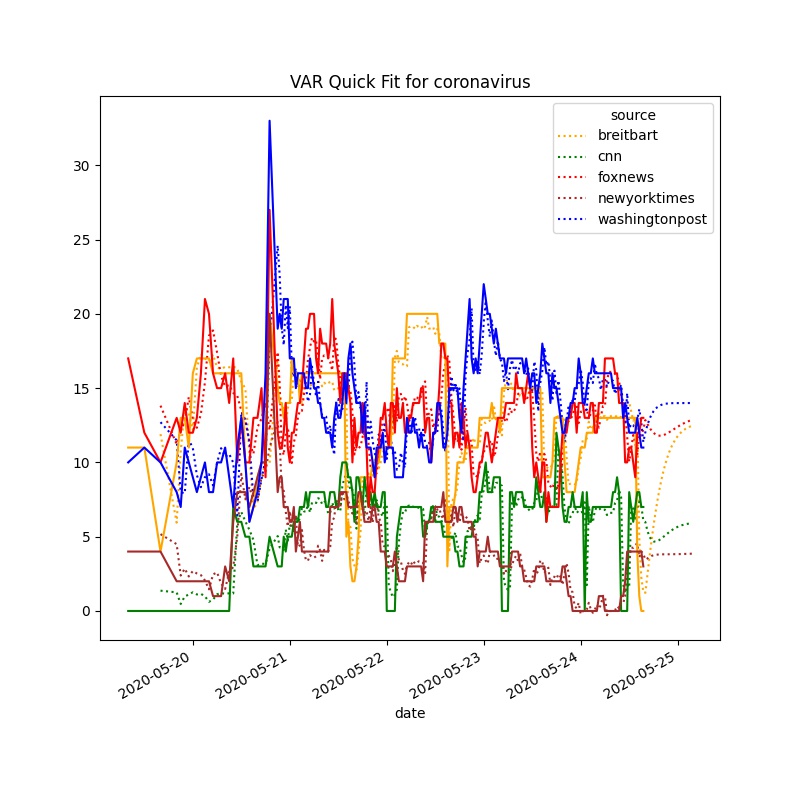 VAR Quick Fit for coronavirus
source
breitbart
cnn
foxnews
newyorktimes
washingtonpost
30
25
20
15
10
5
0
2020-05-20
2020-05-21
2020-05-22
2020-05-23
2020-05-24
2020-05-25
date